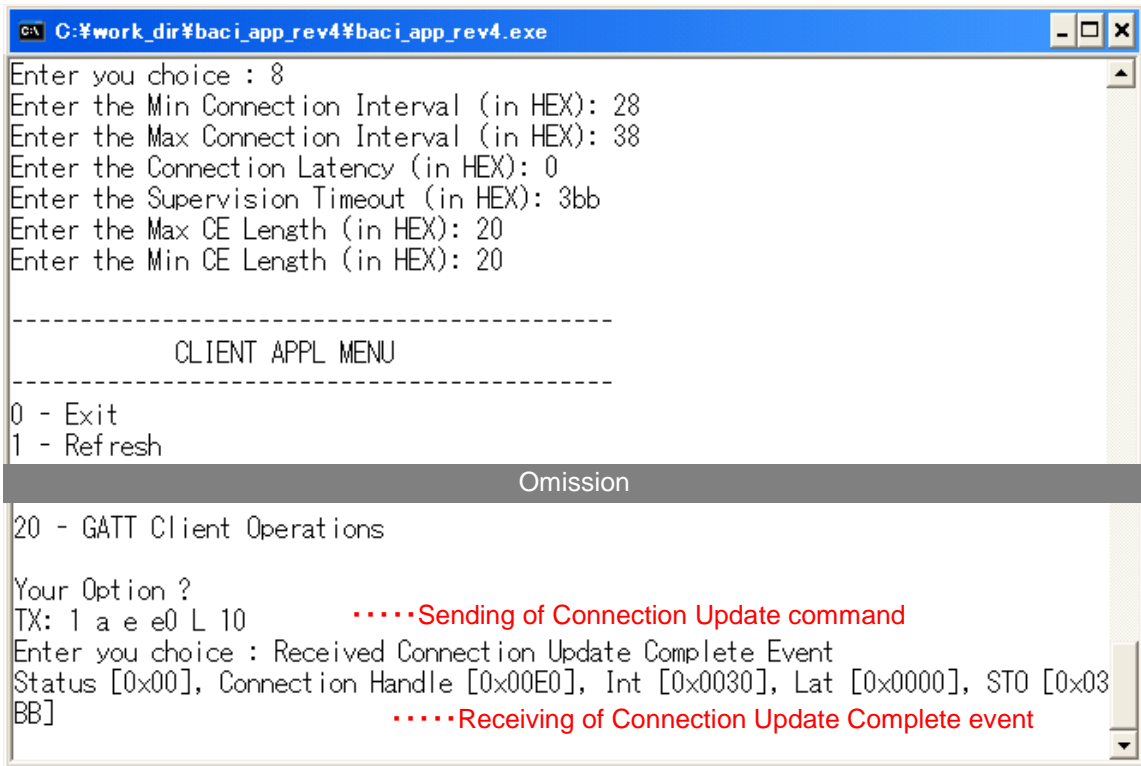 C:¥work_dir¥baci_app_rev4¥baci_app_rev4.exe
Enter you choice : 8
Enter the Min Connection Interval (in HEX): 28
Enter the Max Connection Interval (in HEX): 38
Enter the Connection Latency (in HEX): 0
Enter the Supervision Timeout (in HEX): 3bb
Enter the Max CE Length (in HEX): 20
Enter the Min CE Length (in HEX): 20
--------------------------------------------
CLIENT APPL MENU
--------------------------------------------
0 - Exit
1 - Refresh
Omission
20 - GATT Client Operations
Your Option ?
TX: 1 a e e0 L 10 ・・・・・Sending of Connection Update command
Enter you choice : Received Connection Update Complete Event
Status [0x00], Connection Handle [0x00E0], Int [0x0030], Lat [0x0000], STO [0x03
BB] ・・・・・Receiving of Connection Update Complete event